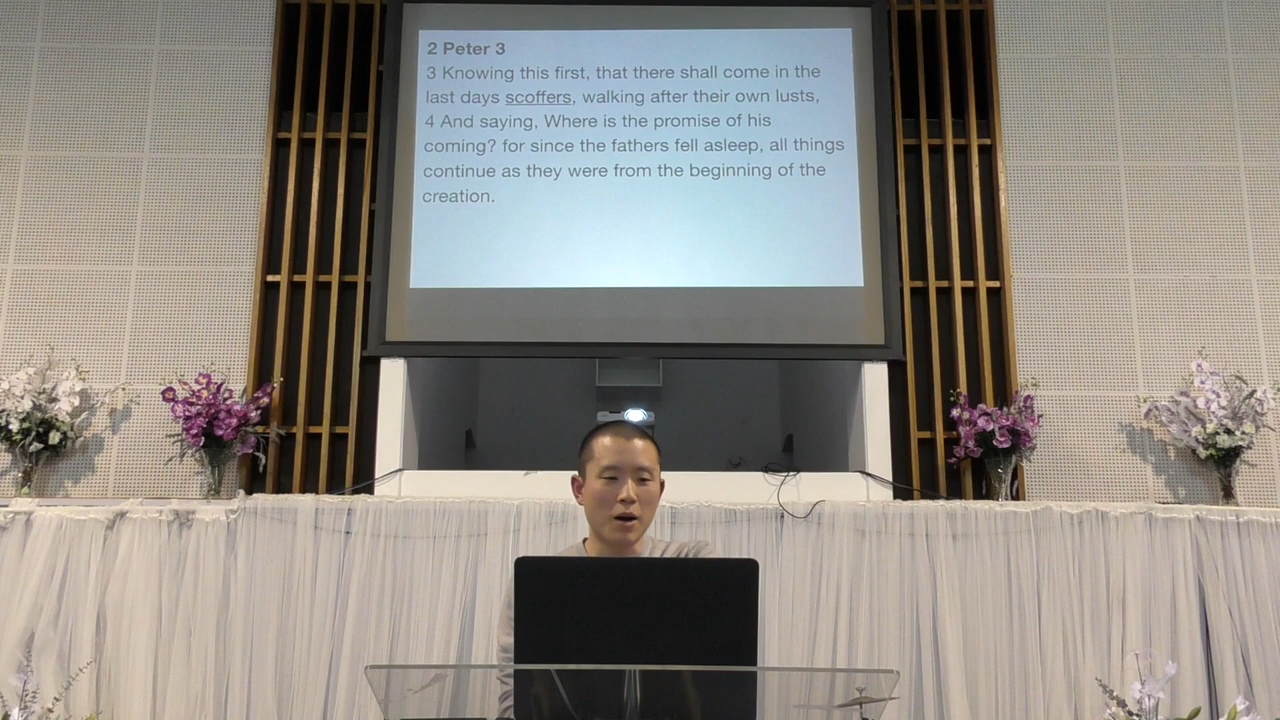 2 Peter 3
3 Knowing this first, that there shall come in the
last days scoffers, walking after their own lusts,
4 And saying, Where is the promise of his
coming? for since the fathers fell asleep, all things
continue as they were from the beginning of the
creation.